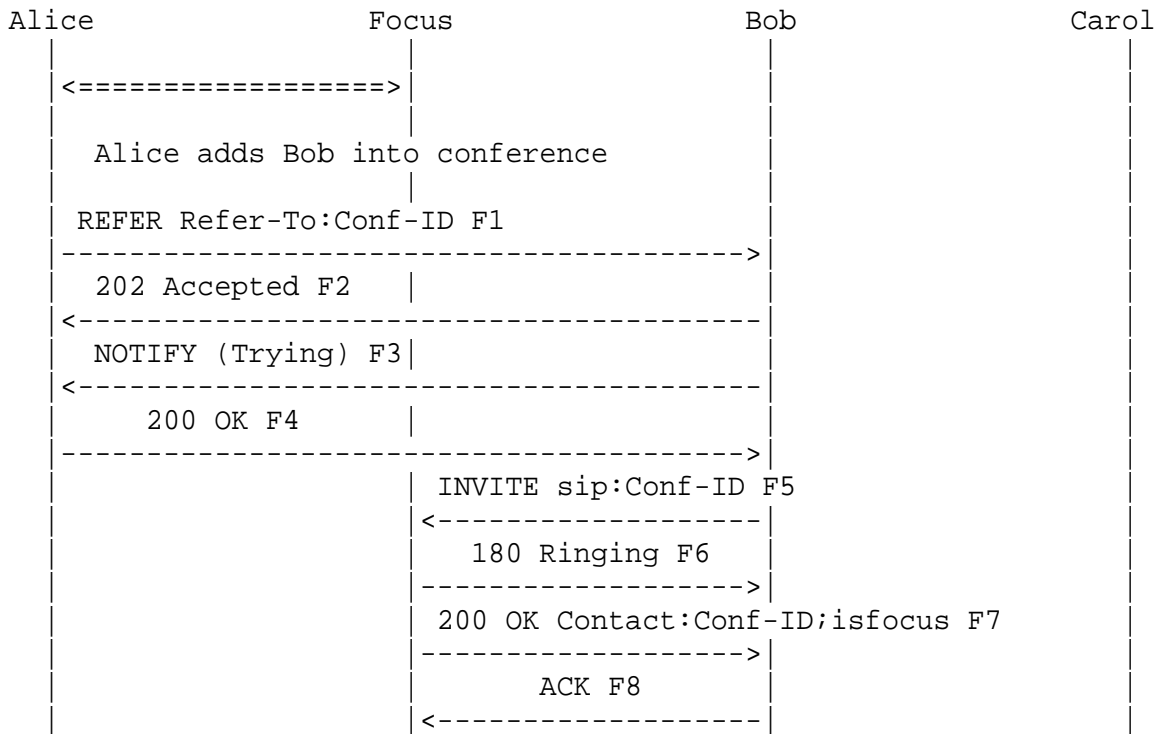 Alice Focus Bob Carol
<==================>
Alice adds Bob into conference
REFER Refer-To:Conf-ID F1
---------------------------------------->
202 Accepted F2
<----------------------------------------
NOTIFY (Trying) F3
<----------------------------------------
200 OK F4
---------------------------------------->
INVITE sip:Conf-ID F5
<-------------------
180 Ringing F6
------------------->
200 OK Contact:Conf-ID;isfocus F7
------------------->
ACK F8
<-------------------